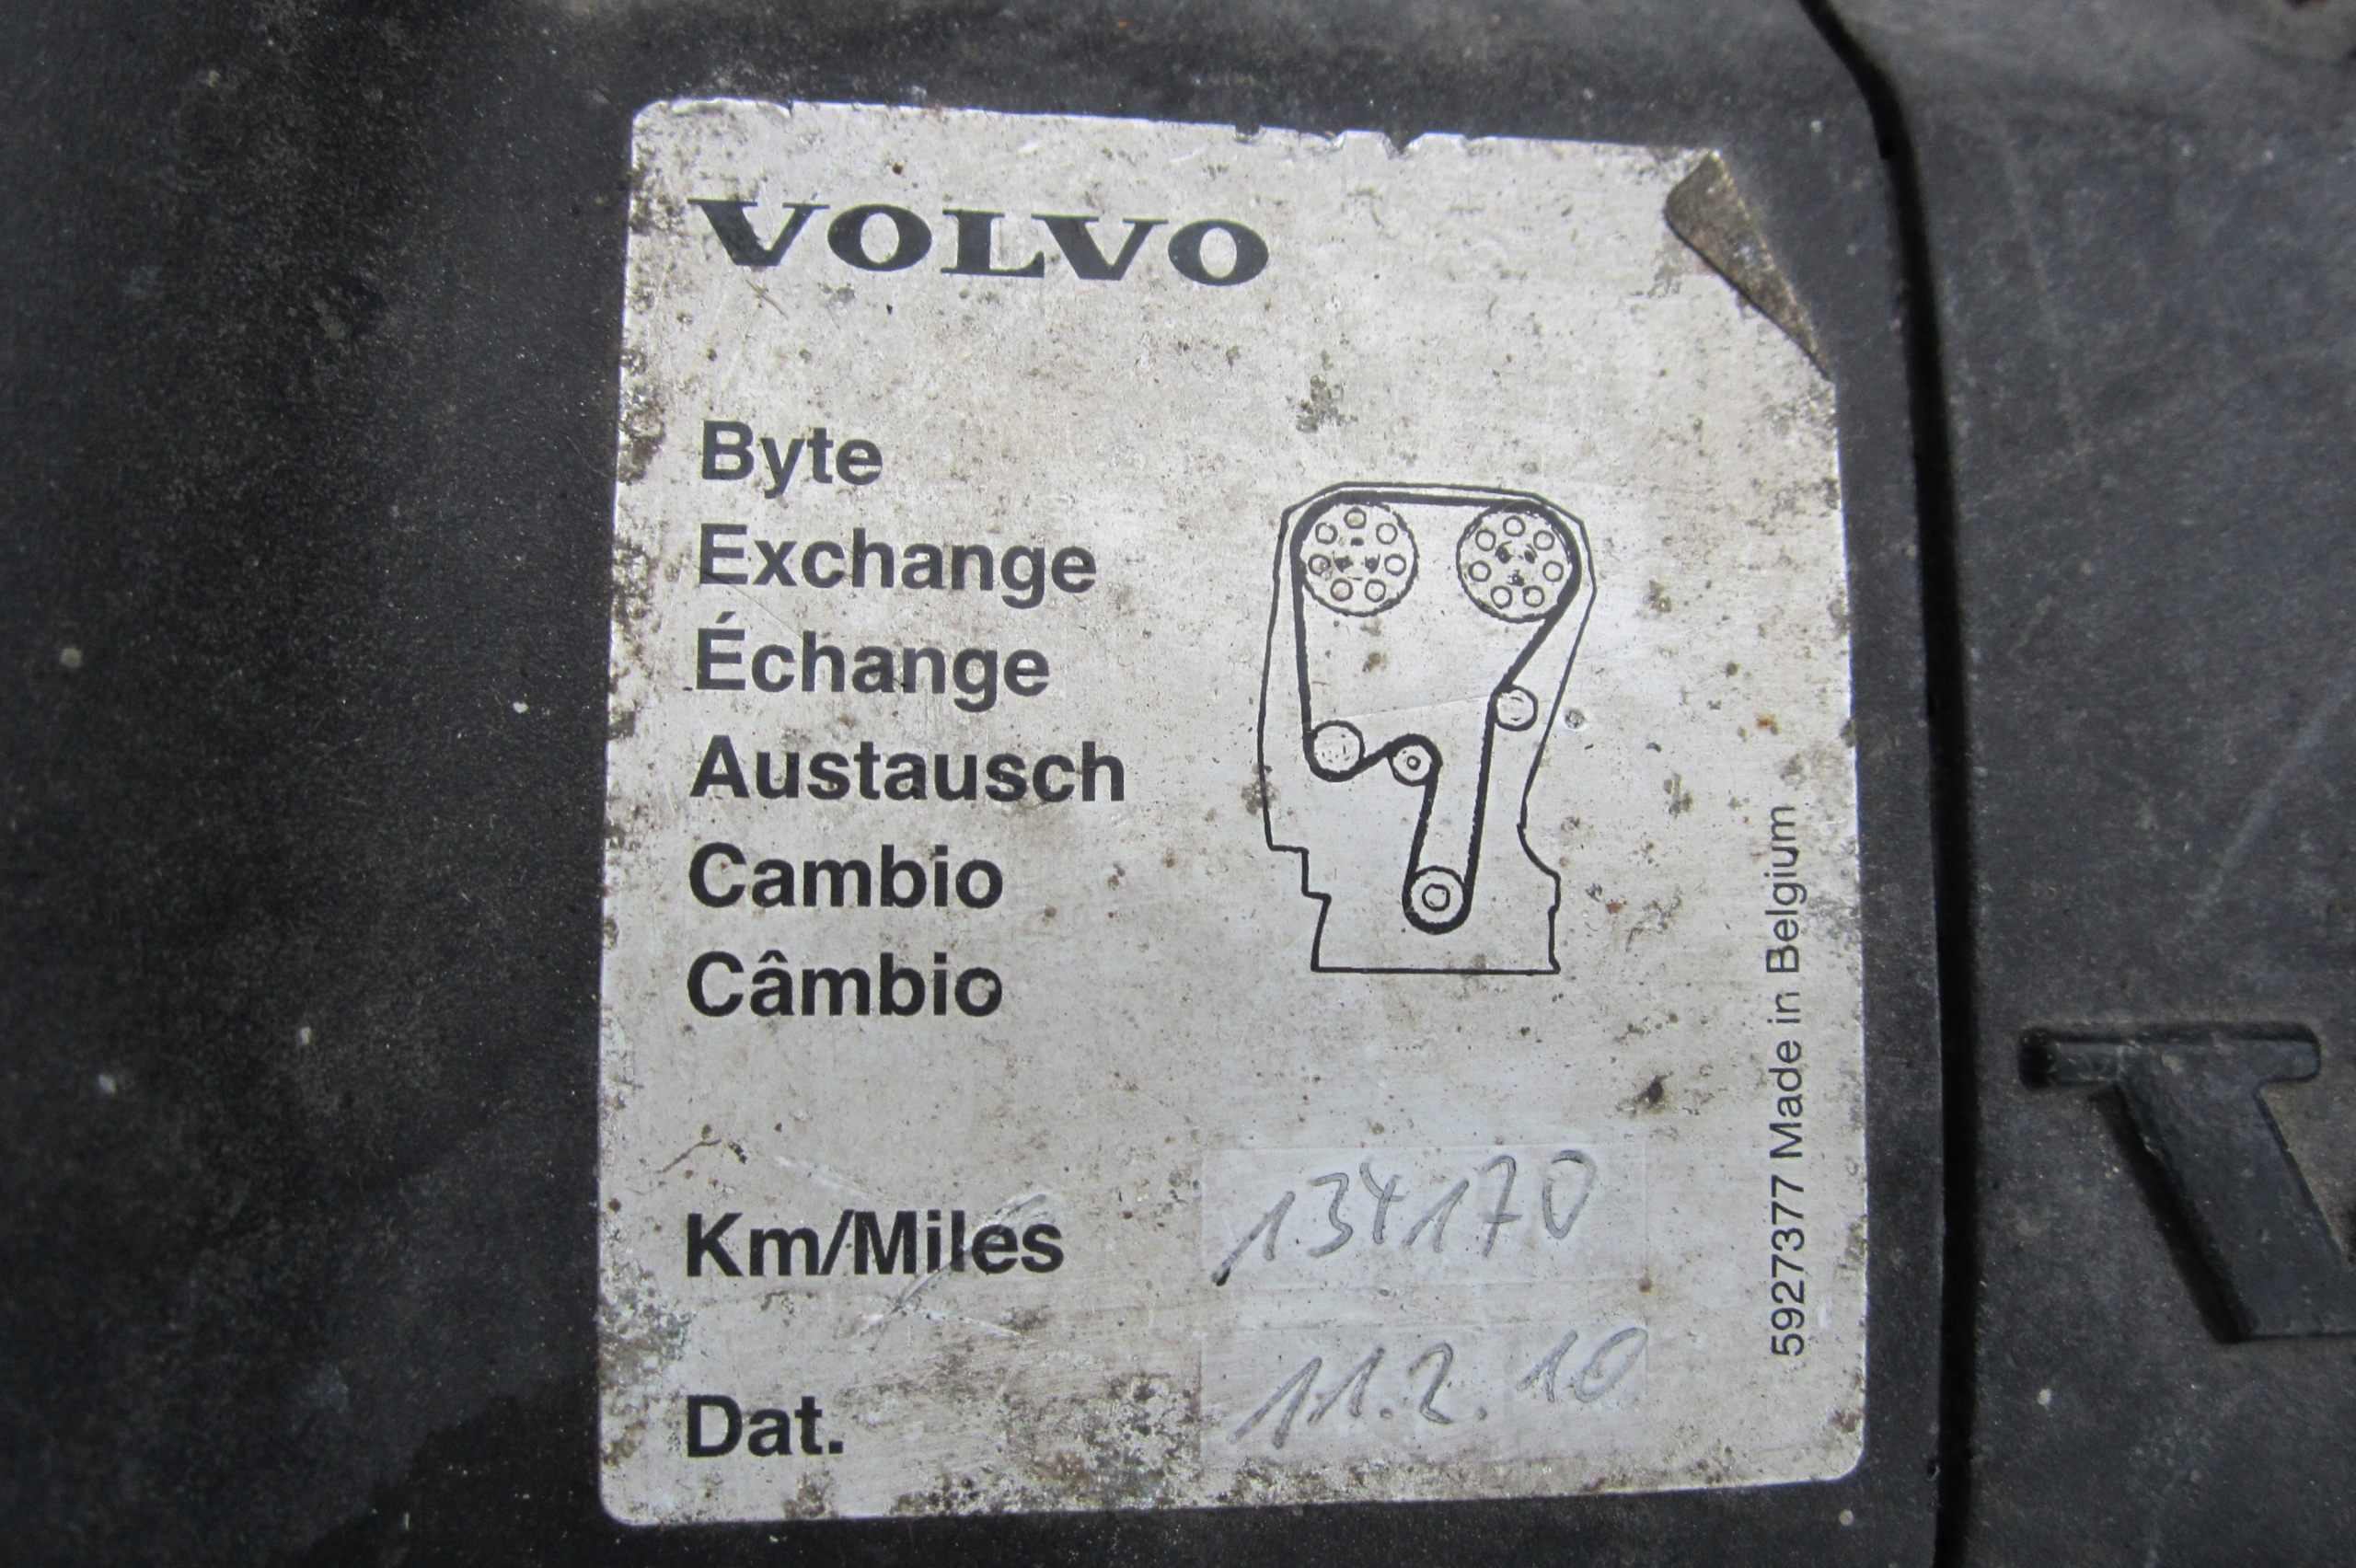 VOLVO
Byte
Exchange
Échange
Austausch
Cambio
Câmbio
Km/Miles 134170
Dat. 11.2.10
5927377 Made in Belgium